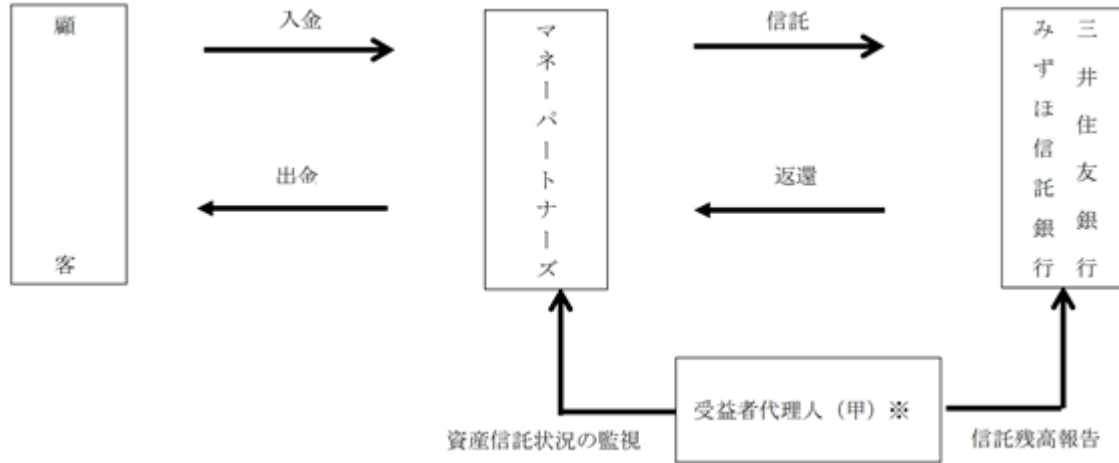 顧客
入金
出金
マネーパートナーズ
信託
返還
三井住友銀行
みずほ信託銀行
受益者代理人（甲）※
資産信託状況の監視
信託残高報告